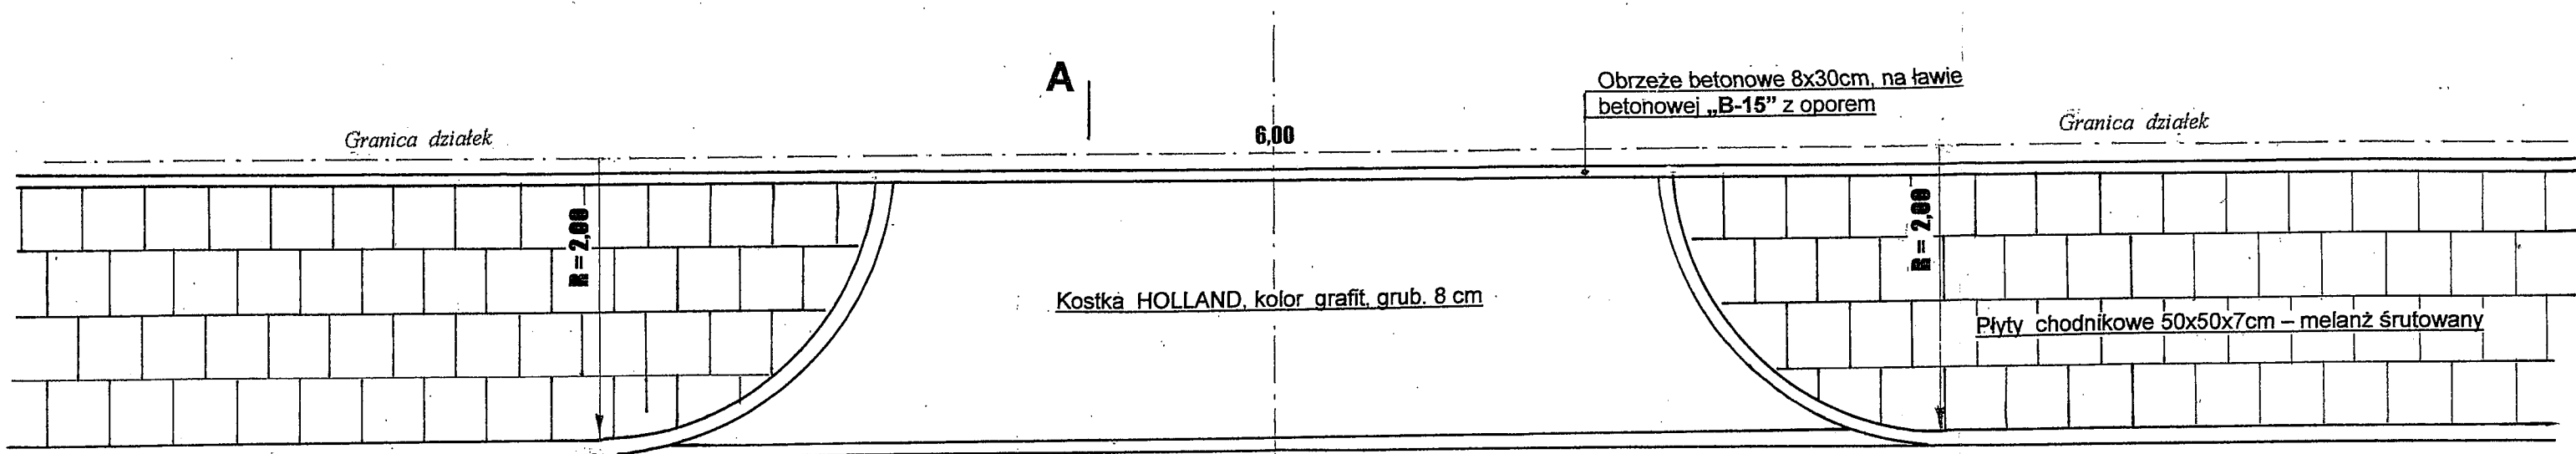 A
Obrzeże betonowe 8x30cm, na ławie
betonowej „B-15” z oporem
Granica działek
6,00
Granica działek
R = 2,00
R = 2,00
Kostka HOLLAND, kolor grafit, grub. 8 cm
Płyty chodnikowe 50x50x7cm – melanż śrutowany